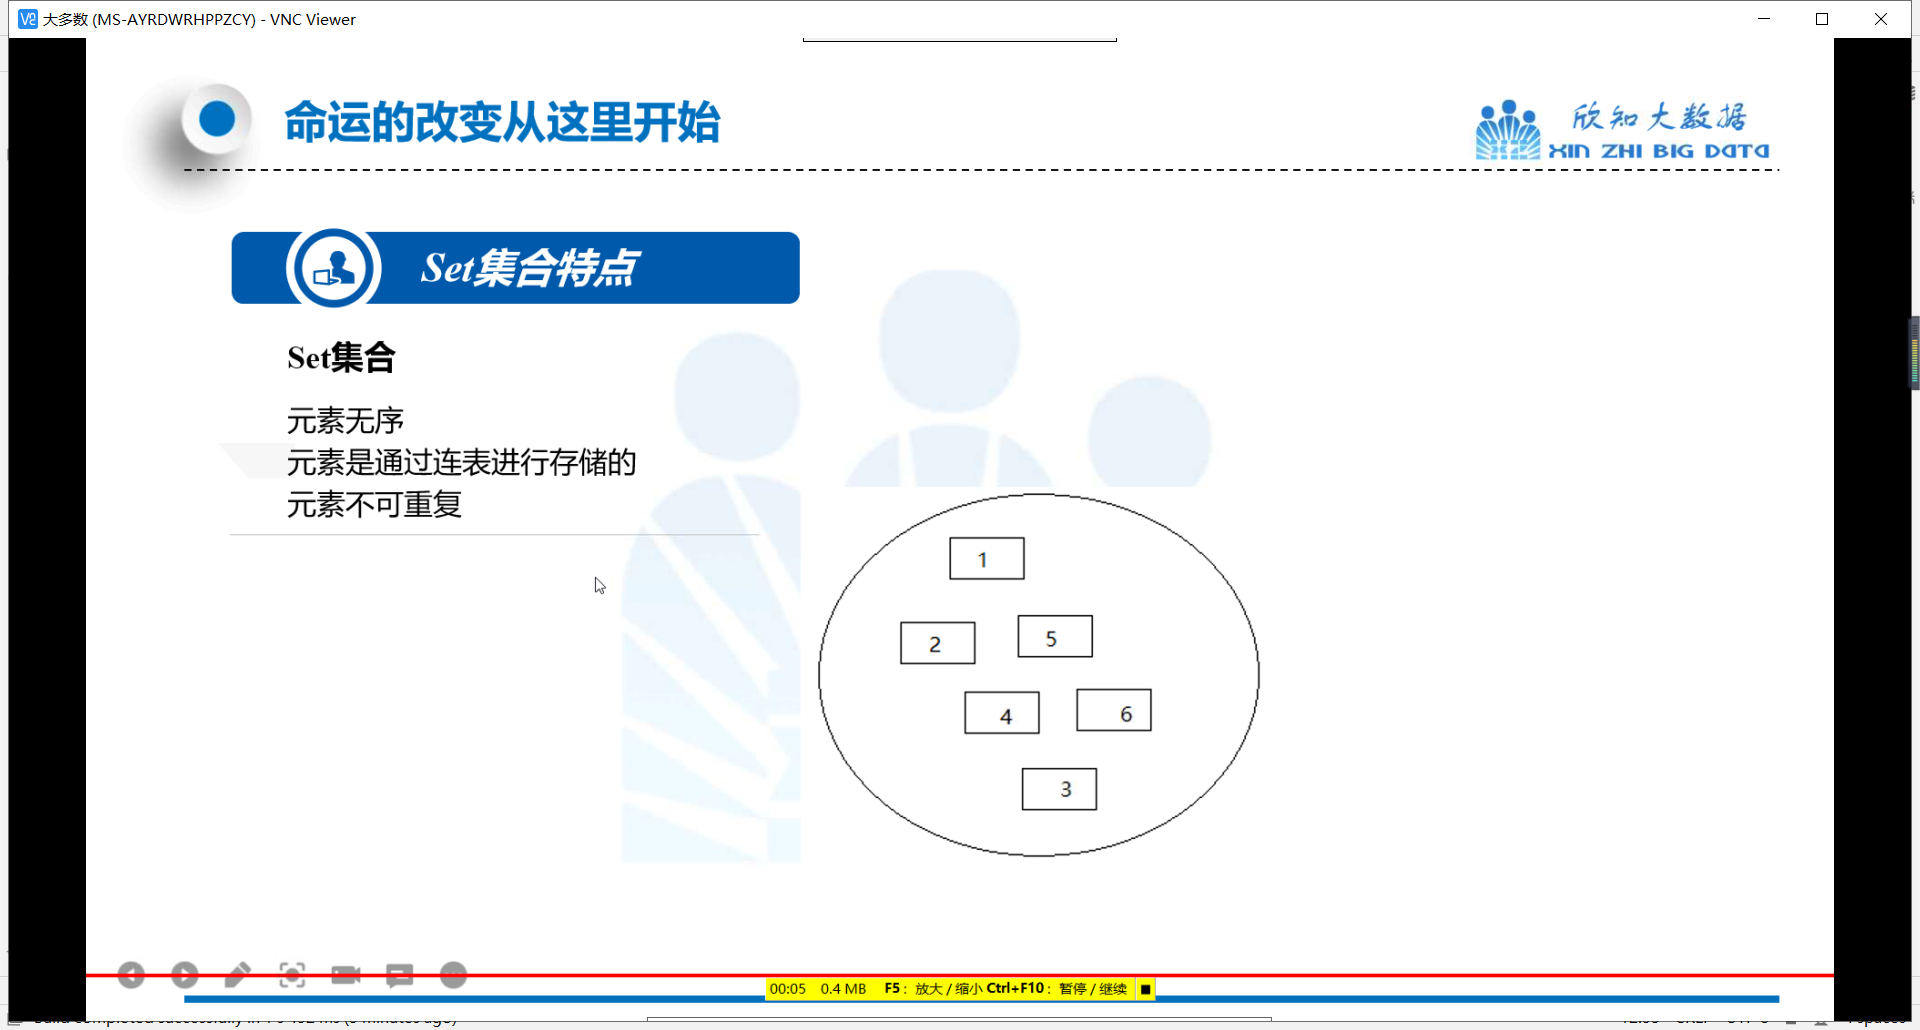 大多数 (MS-AYRDWRHPPZCY) - VNC Viewer
命运的改变从这里开始
欣知大数据
XIN ZHI BIG DATA
Set集合特点
Set集合
元素无序
元素是通过连表进行存储的
元素不可重复
1
2
5
4
6
3
00:05 0.4 MB F5：放大 / 缩小 Ctrl+F10：暂停 / 继续